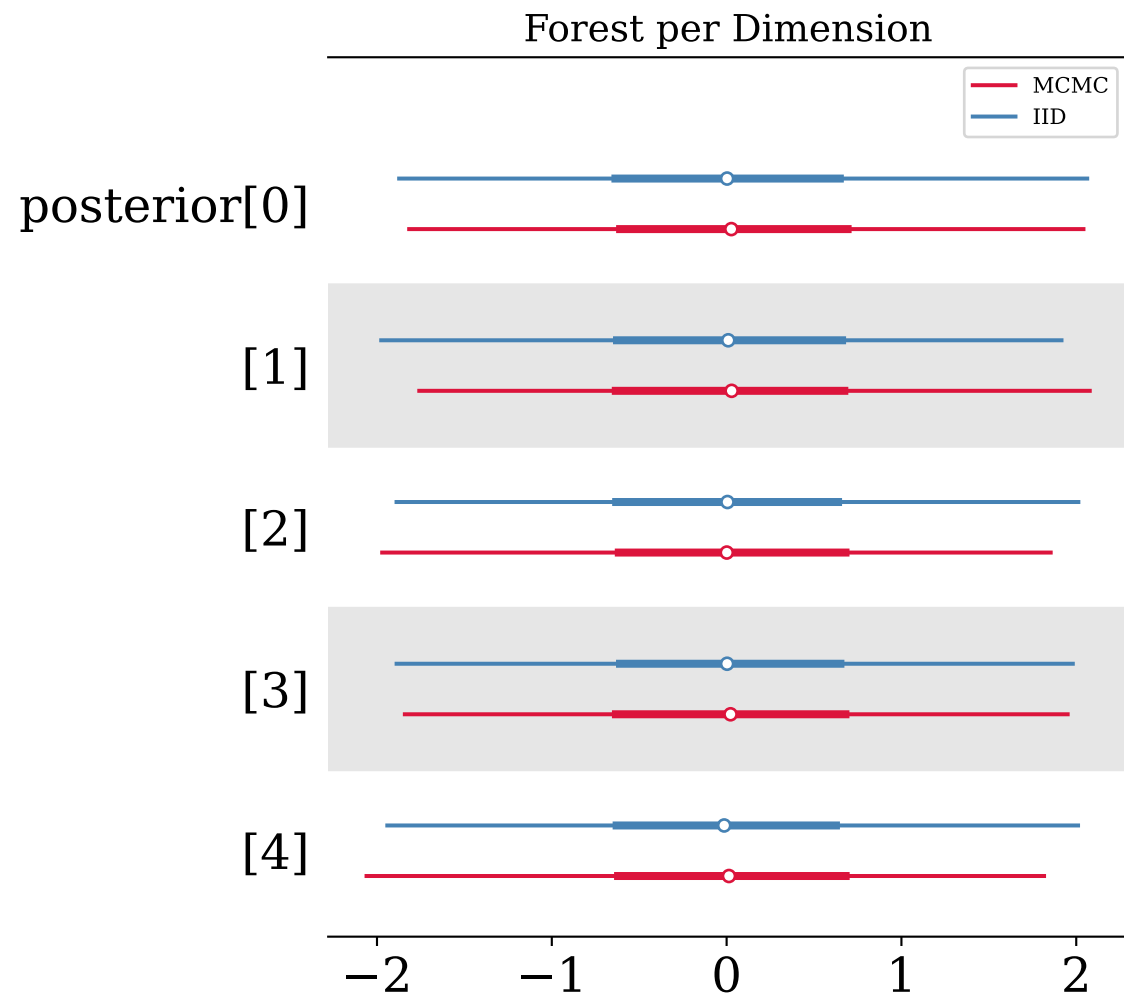 Forest per Dimension
MCMC
IID
posterior[0]
[1]
[2]
[3]
[4]
−2 −1 0 1 2